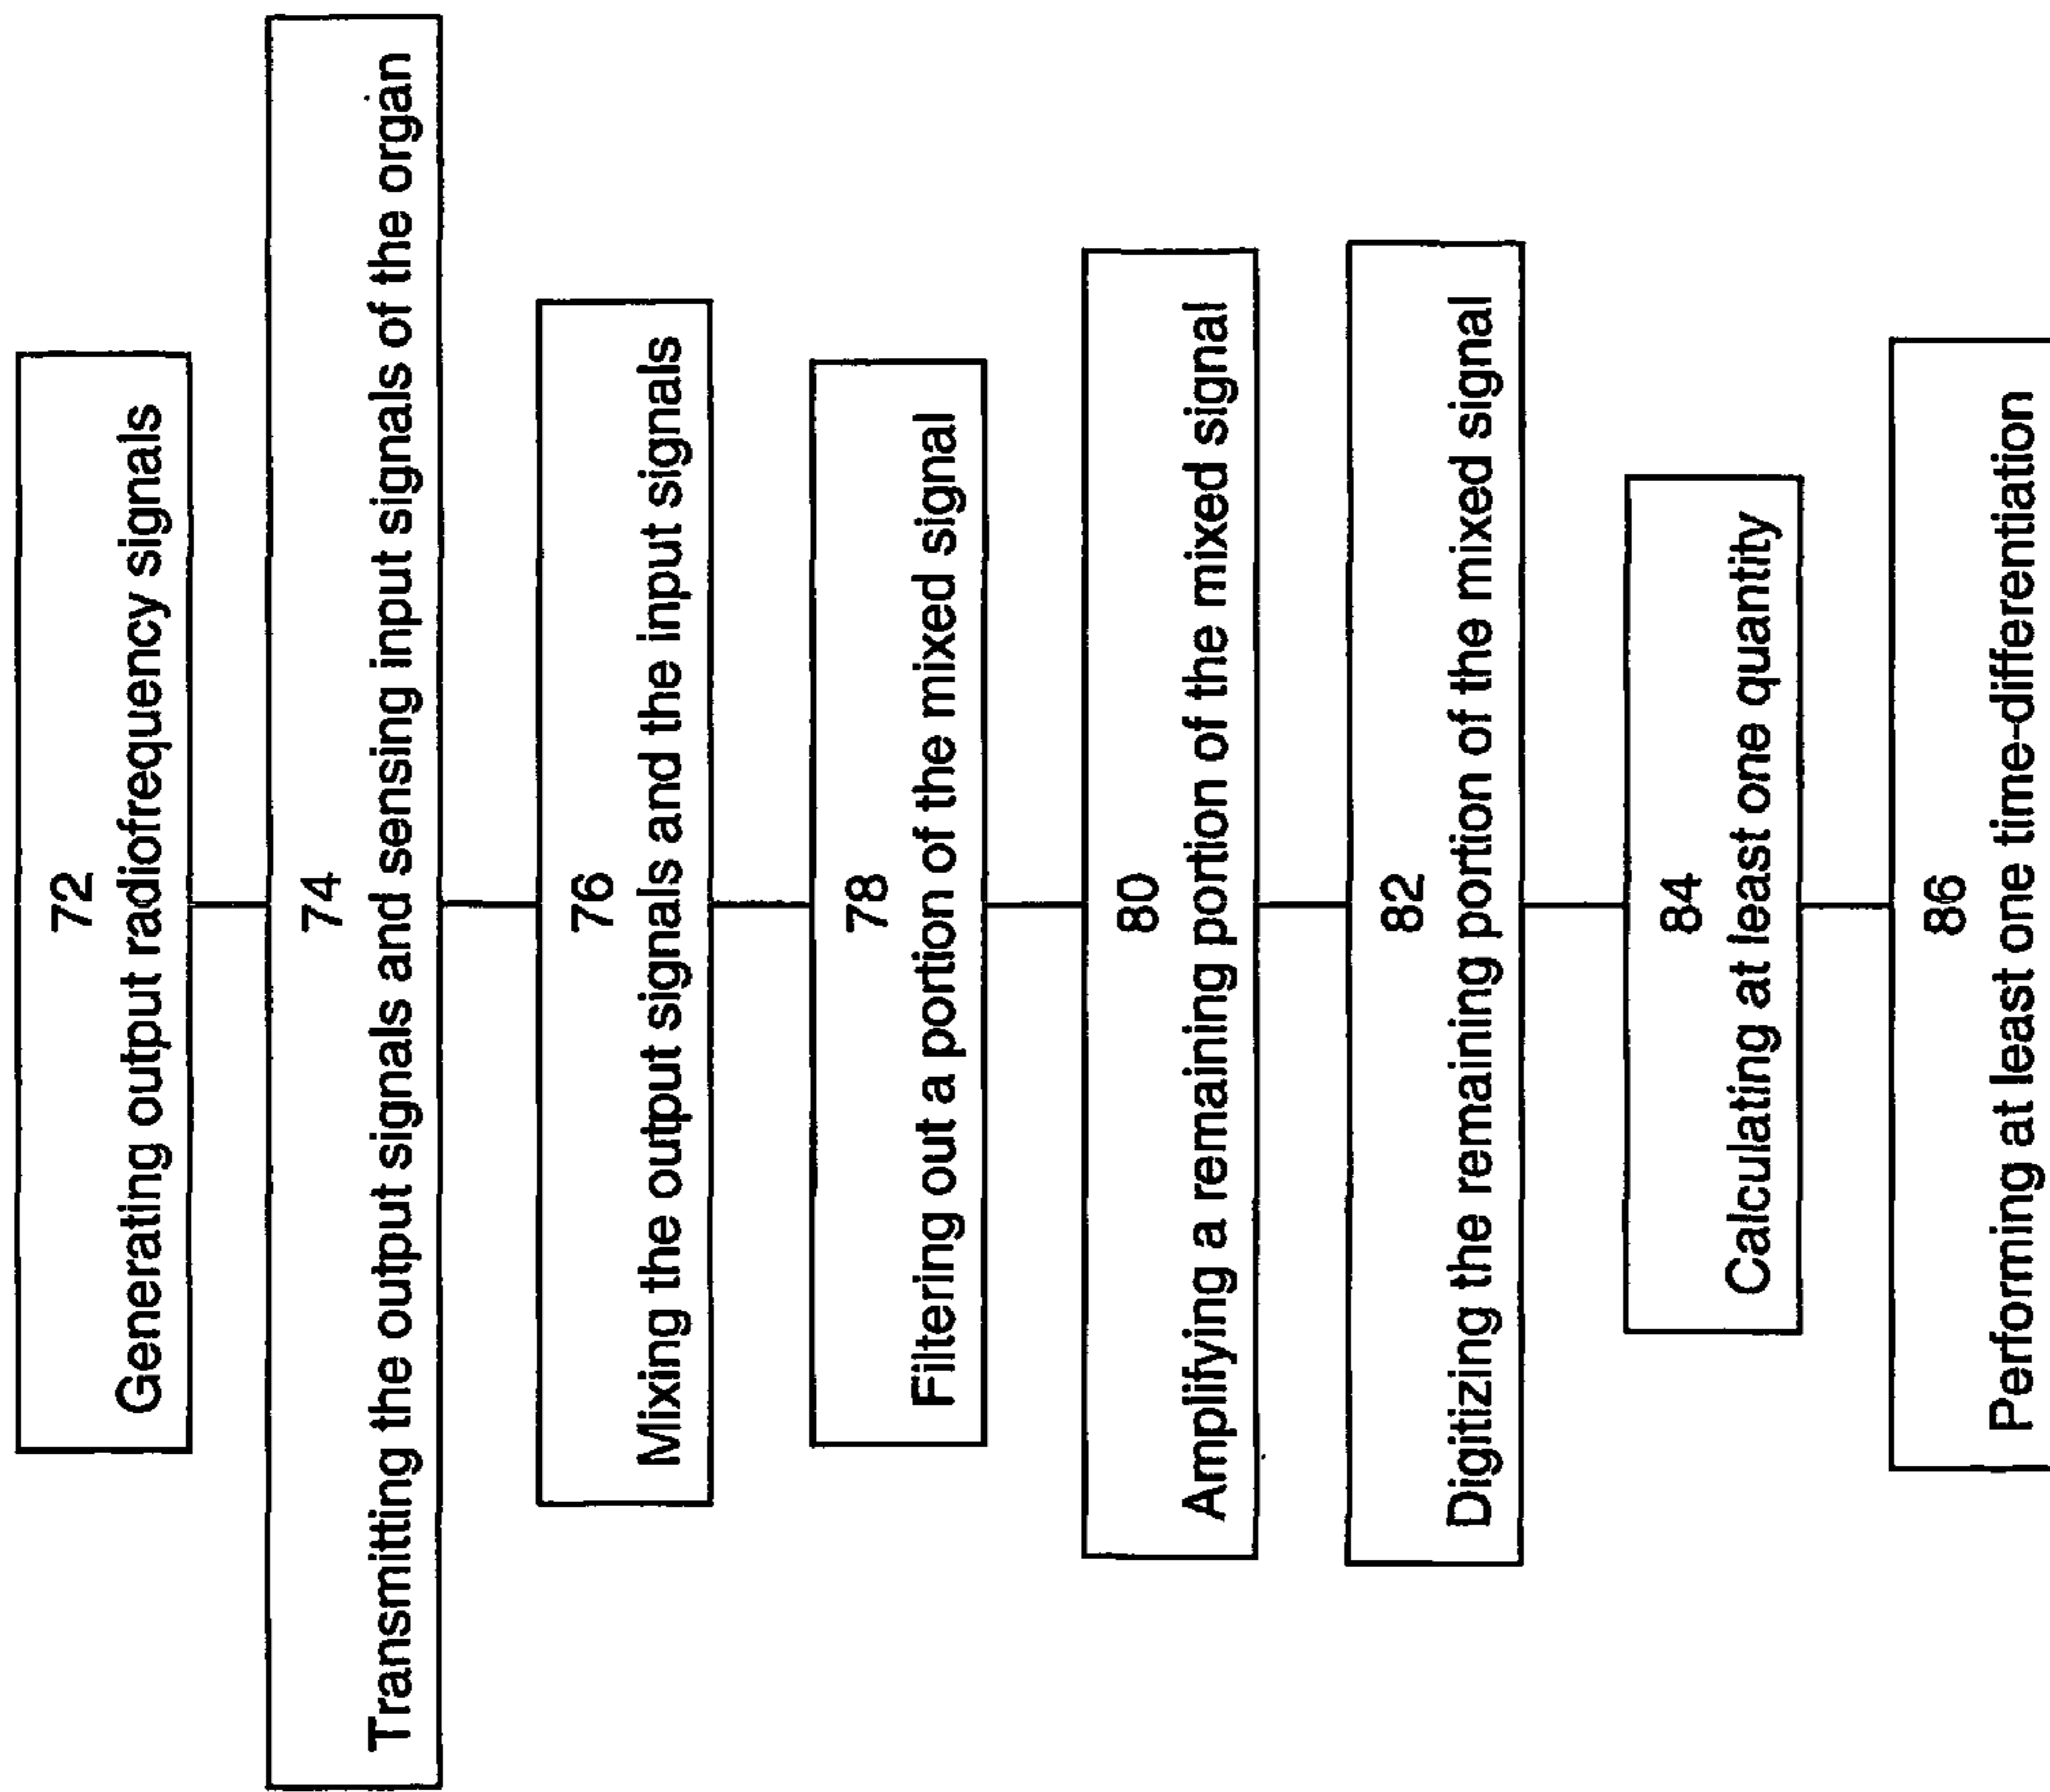 72
Generating output radiofrequency signals
74
Transmitting the output signals and sensing input signals of the organ
76
Mixing the output signals and the input signals
78
Filtering out a portion of the mixed signal
80
Amplifying a remaining portion of the mixed signal
82
Digitizing the remaining portion of the mixed signal
84
Calculating at least one quantity
86
Performing at least one time-differentiation